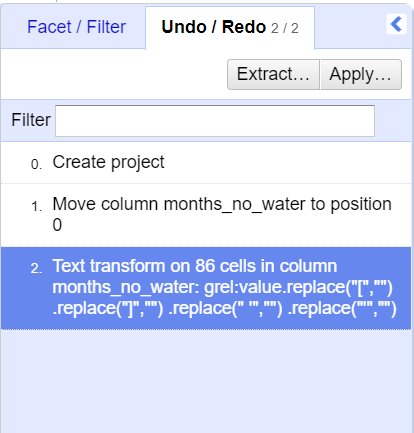 Facet / Filter
Undo / Redo 2 / 2
Extract...
Apply...
Filter
0. Create project
1. Move column months_no_water to position
0
2. Text transform on 86 cells in column
months_no_water: grel:value.replace("[","")
.replace("]","") .replace(" '","") .replace("'","")